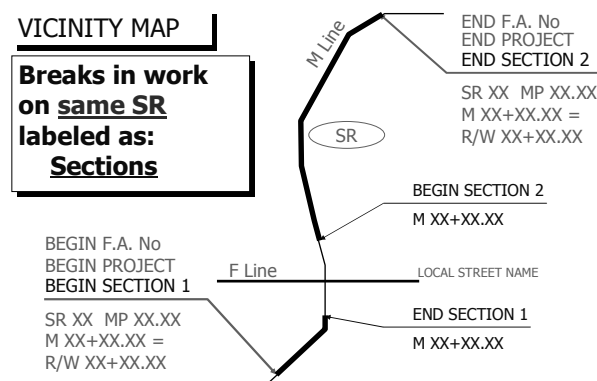 VICINITY MAP
Breaks in work
on same SR
labeled as:
Sections
END F.A. No
END PROJECT
END SECTION 2
SR XX MP XX.XX
M XX+XX.XX =
R/W XX+XX.XX
M Line
SR
BEGIN SECTION 2
M XX+XX.XX
BEGIN F.A. No
BEGIN PROJECT
BEGIN SECTION 1
SR XX MP XX.XX
M XX+XX.XX =
R/W XX+XX.XX
F Line
LOCAL STREET NAME
END SECTION 1
M XX+XX.XX